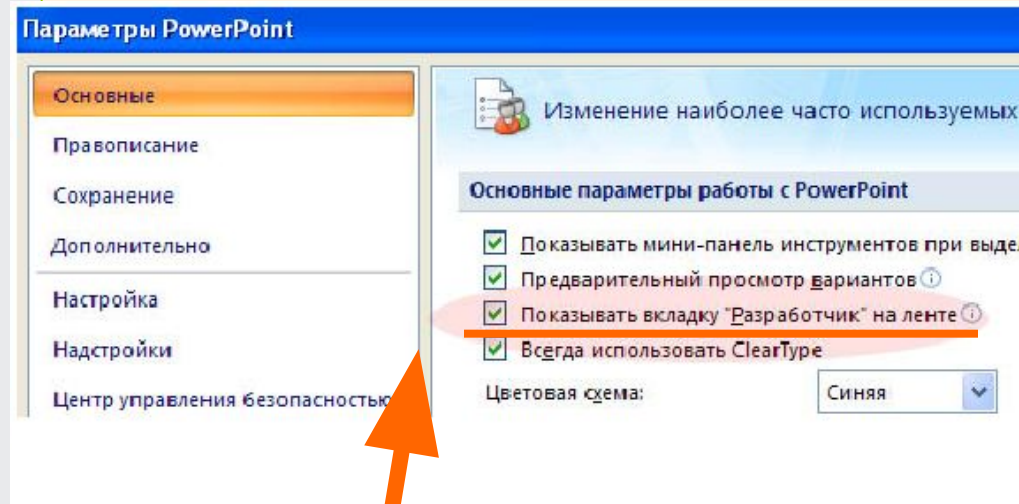 Параметры PowerPoint
Основные
Правописание
Сохранение
Дополнительно
Настройка
Надстройки
Центр управления безопасностью
Изменение наиболее часто используемых
Основные параметры работы с PowerPoint
Показывать мини-панель инструментов при выде
Предварительный просмотр вариантов
Показывать вкладку "Разработчик" на ленте
Всегда использовать ClearType
Цветовая схема: Синяя